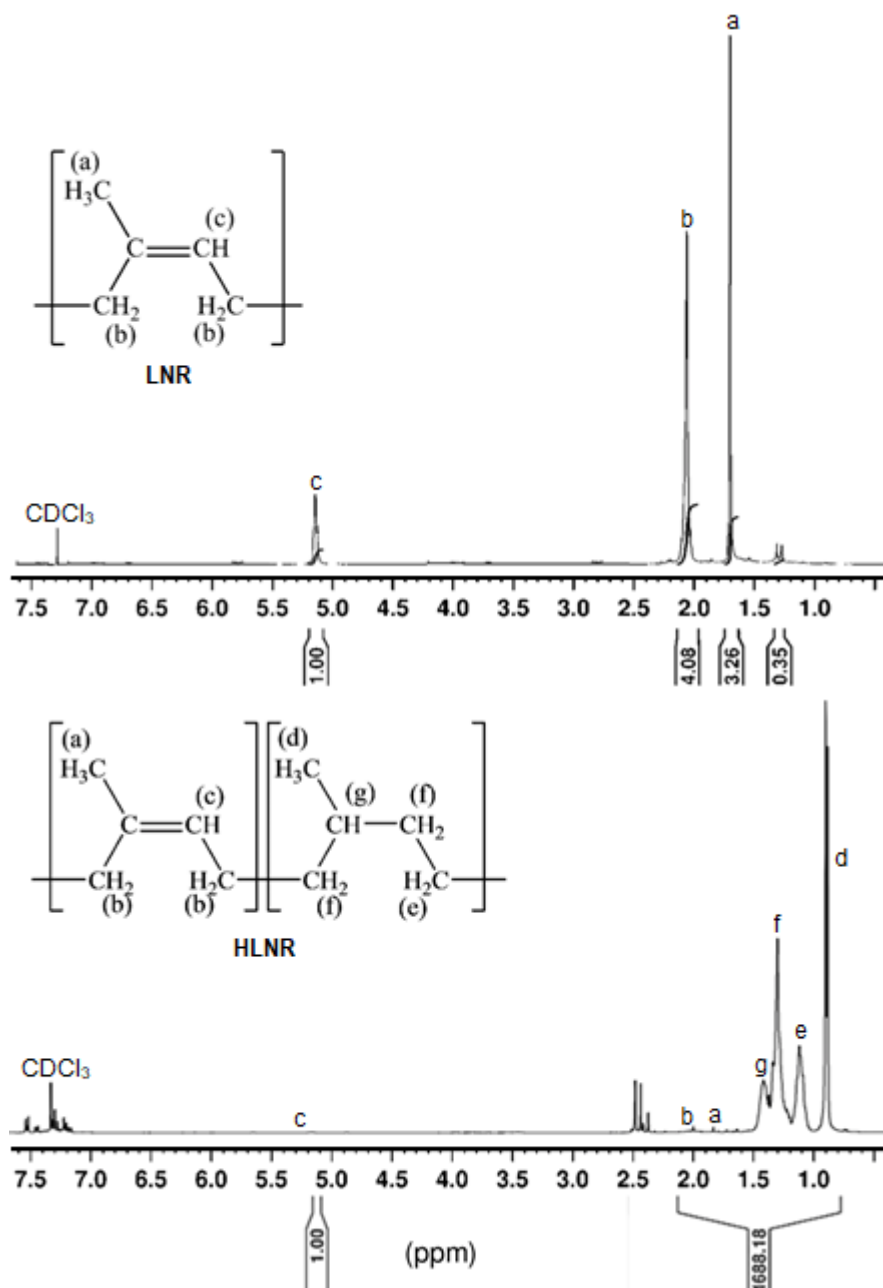 a
(a)
H₃C
(c)
C
CH
CH₂
H₂C
(b)
(b)
LNR
b
c
CDCl₃
7.5 7.0 6.5 6.0 5.5 5.0 4.5 4.0 3.5 3.0 2.5 2.0 1.5 1.0
1.00
4.08
3.26
0.35
(a)
H₃C
(c)
C
CH
CH₂
H₂C
(b)
(b)
(d)
H₃C
(g)
(f)
CH
CH₂
CH₂
H₂C
(f)
(e)
HLNR
d
f
e
g
CDCl₃
c
b
a
7.5 7.0 6.5 6.0 5.5 5.0 4.5 4.0 3.5 3.0 2.5 2.0 1.5 1.0
1.00
(ppm)